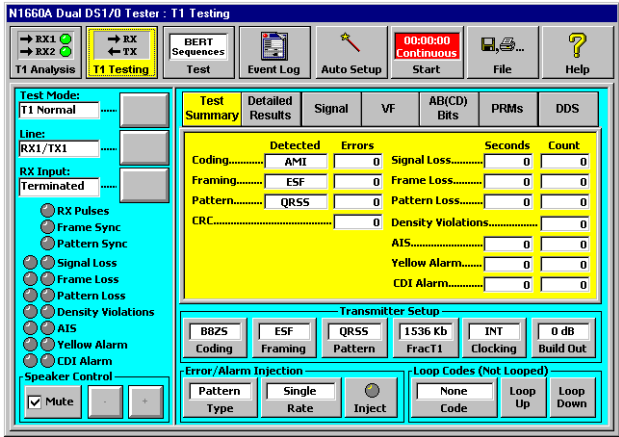 N1660A Dual DS1/0 Tester : T1 Testing
→ RX1
→ RX2
T1 Analysis
→ RX
← TX
T1 Testing
BERT
Sequences
Test
Event Log
Auto Setup
00:00:00
Continuous
Start
File
?
Help
Test Mode:
T1 Normal
Line:
RX1/TX1
RX Input:
Terminated
RX Pulses
Frame Sync
Pattern Sync
Signal Loss
Frame Loss
Pattern Loss
Density Violations
AIS
Yellow Alarm
CDI Alarm
Speaker Control
Mute - +
Test Summary
Detailed Results
Signal
VF
AB(CD) Bits
PRMs
DDS
Detected Errors Seconds Count
Coding............ AMI 0 Signal Loss.......... 0 0
Framing......... ESF 0 Frame Loss.......... 0 0
Pattern.......... QRSS 0 Pattern Loss....... 0 0
CRC............................................ 0 Density Violations................ 0
AIS........................ 0 0
Yellow Alarm....... 0 0
CDI Alarm............ 0 0
Transmitter Setup
B8ZS ESF QRSS 1536 Kb INT 0 dB
Coding Framing Pattern FracT1 Clocking Build Out
Error/Alarm Injection
Pattern Single
Type Rate Inject
Loop Codes (Not Looped)
None
Code
Loop Up
Loop Down